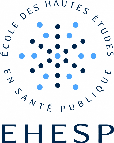 ÉCOLE DES HAUTES ÉTUDES
EN SANTÉ PUBLIQUE
EHESP